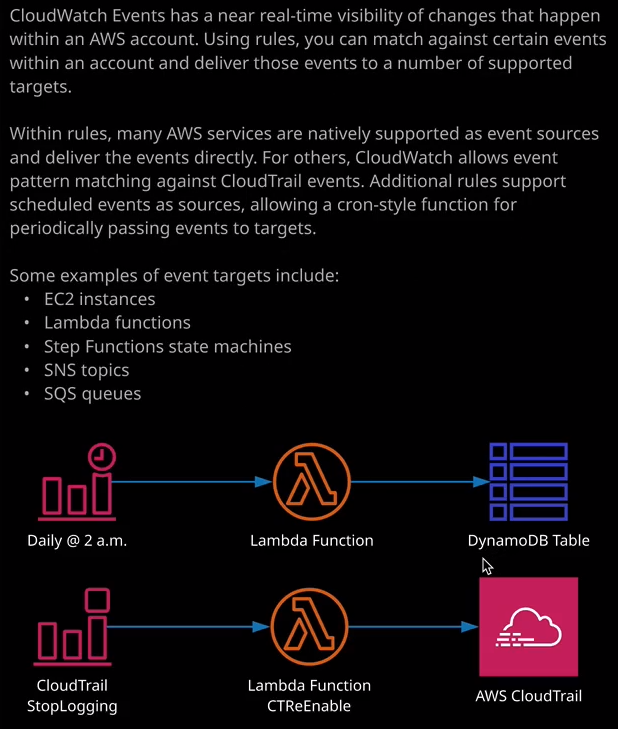 CloudWatch Events has a near real-time visibility of changes that happen
within an AWS account. Using rules, you can match against certain events
within an account and deliver those events to a number of supported
targets.
Within rules, many AWS services are natively supported as event sources
and deliver the events directly. For others, CloudWatch allows event
pattern matching against CloudTrail events. Additional rules support
scheduled events as sources, allowing a cron-style function for
periodically passing events to targets.
Some examples of event targets include:
• EC2 instances
• Lambda functions
• Step Functions state machines
• SNS topics
• SQS queues
Daily @ 2 a.m.
Lambda Function
DynamoDB Table
CloudTrail
StopLogging
Lambda Function
CTReEnable
AWS CloudTrail